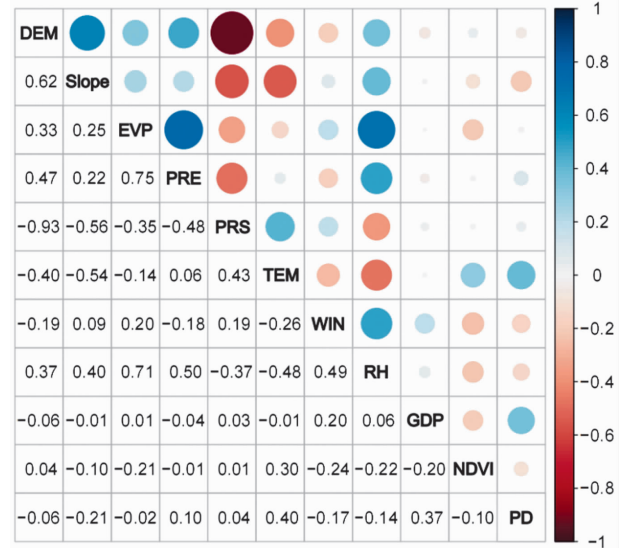 DEM
0.62 Slope
0.33 0.25 EVP
0.47 0.22 0.75 PRE
−0.93 −0.56 −0.35 −0.48 PRS
−0.40 −0.54 −0.14 0.06 0.43 TEM
−0.19 0.09 0.20 −0.18 0.19 −0.26 WIN
0.37 0.40 0.71 0.50 −0.37 −0.48 0.49 RH
−0.06 −0.01 0.01 −0.04 0.03 −0.01 0.20 0.06 GDP
0.04 −0.10 −0.21 −0.01 0.01 0.30 −0.24 −0.22 −0.20 NDVI
−0.06 −0.21 −0.02 0.10 0.04 0.40 −0.17 −0.14 0.37 −0.10 PD
1
0.8
0.6
0.4
0.2
0
−0.2
−0.4
−0.6
−0.8
−1